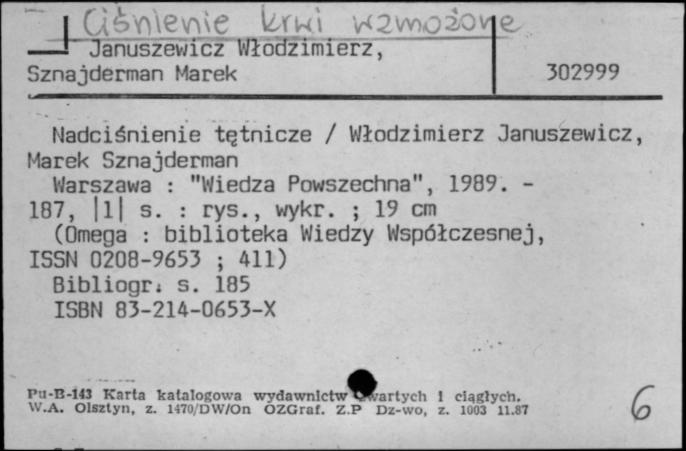 Ciśnienie krwi wzmożone
Januszewicz Włodzimierz,
Sznajderman Marek
302999
Nadciśnienie tętnicze / Włodzimierz Januszewicz,
Marek Sznajderman
Warszawa : "Wiedza Powszechna", 1989. -
187, |1| s. : rys., wykr. ; 19 cm
(Omega : biblioteka Wiedzy Współczesnej,
ISSN 0208-9653 ; 411)
Bibliogr. s. 185
ISBN 83-214-0653-X
Pu-B-143 Karta katalogowa wydawnictw zwartych i ciągłych.
W.A. Olsztyn, z. 1470/DW/On OZGraf. Z.P Dz-wo, z. 1003 11.87
6